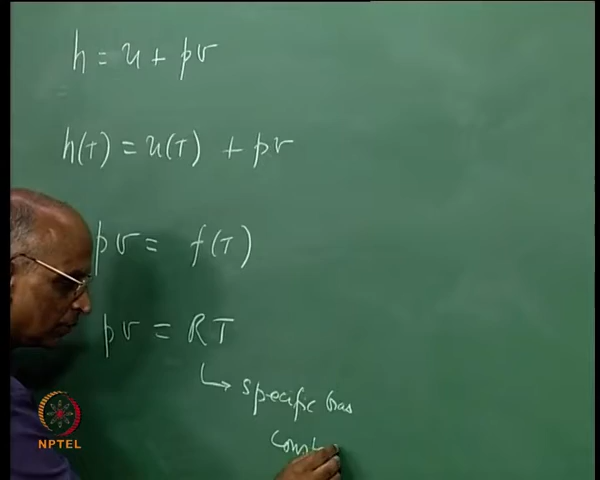 h = u + pv
h(T) = u(T) + pv
pv = f(T)
pv = RT
↳ specific Gas
const
NPTEL